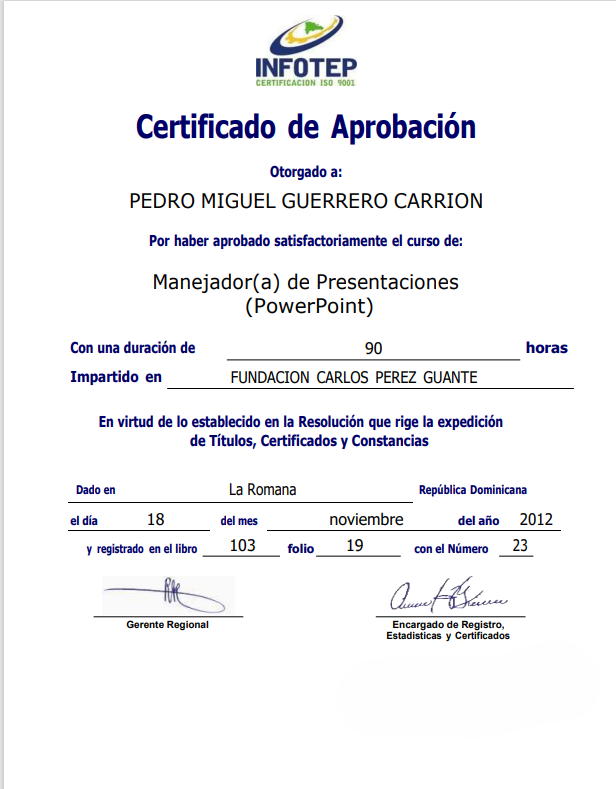 INFOTEP
CERTIFICACION ISO 9001
Certificado de Aprobación
Otorgado a:
PEDRO MIGUEL GUERRERO CARRION
Por haber aprobado satisfactoriamente el curso de:
Manejador(a) de Presentaciones
(PowerPoint)
Con una duración de 90 horas
Impartido en FUNDACION CARLOS PEREZ GUANTE
En virtud de lo establecido en la Resolución que rige la expedición
de Títulos, Certificados y Constancias
Dado en La Romana República Dominicana
el día 18 del mes noviembre del año 2012
y registrado en el libro 103 folio 19 con el Número 23
Gerente Regional
Encargado de Registro,
Estadisticas y Certificados